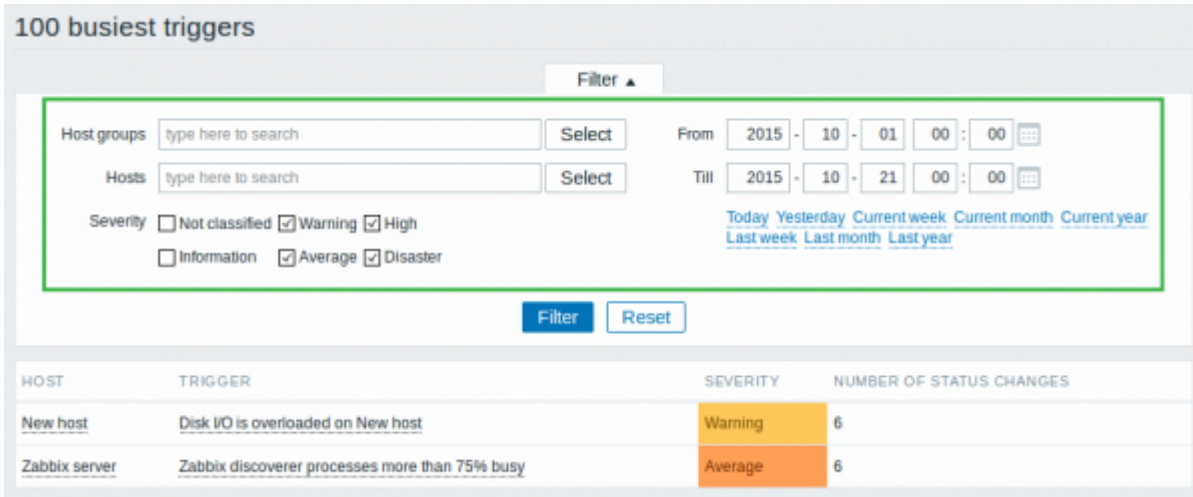 100 busiest triggers
Filter ▲
Host groups type here to search Select From 2015 - 10 - 01 00 : 00
Hosts type here to search Select Till 2015 - 10 - 21 00 : 00
Severity Not classified Warning High Today Yesterday Current week Current month Current year
Last week Last month Last year
Information Average Disaster
Filter Reset
HOST TRIGGER SEVERITY NUMBER OF STATUS CHANGES
New host Disk I/O is overloaded on New host Warning 6
Zabbix server Zabbix discoverer processes more than 75% busy Average 6